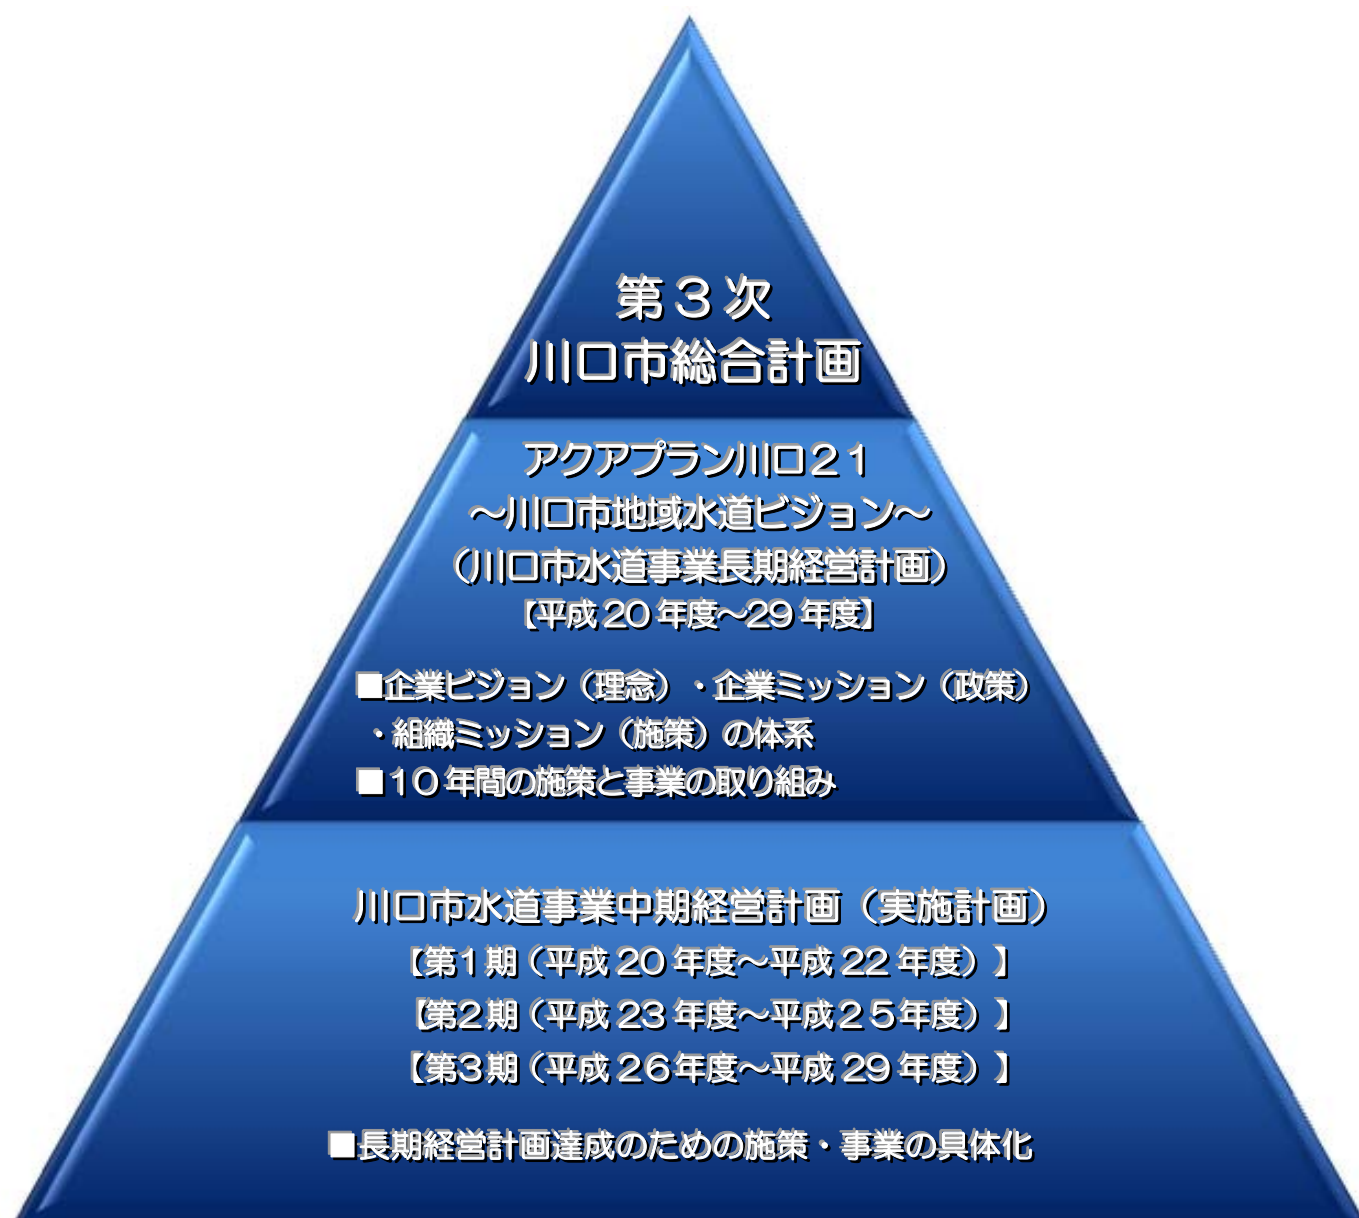 第３次
川口市総合計画
アクアプラン川口２１
～川口市地域水道ビジョン～
（川口市水道事業長期経営計画）
【平成 20 年度～29 年度】
■企業ビジョン（理念）・企業ミッション（政策）
・組織ミッション（施策）の体系
■１０年間の施策と事業の取り組み
川口市水道事業中期経営計画（実施計画）
【第１期（平成 20 年度～平成 22 年度）】
【第２期（平成 23 年度～平成２５年度）】
【第３期（平成 ２６年度～平成 29 年度）】
■長期経営計画達成のための施策・事業の具体化